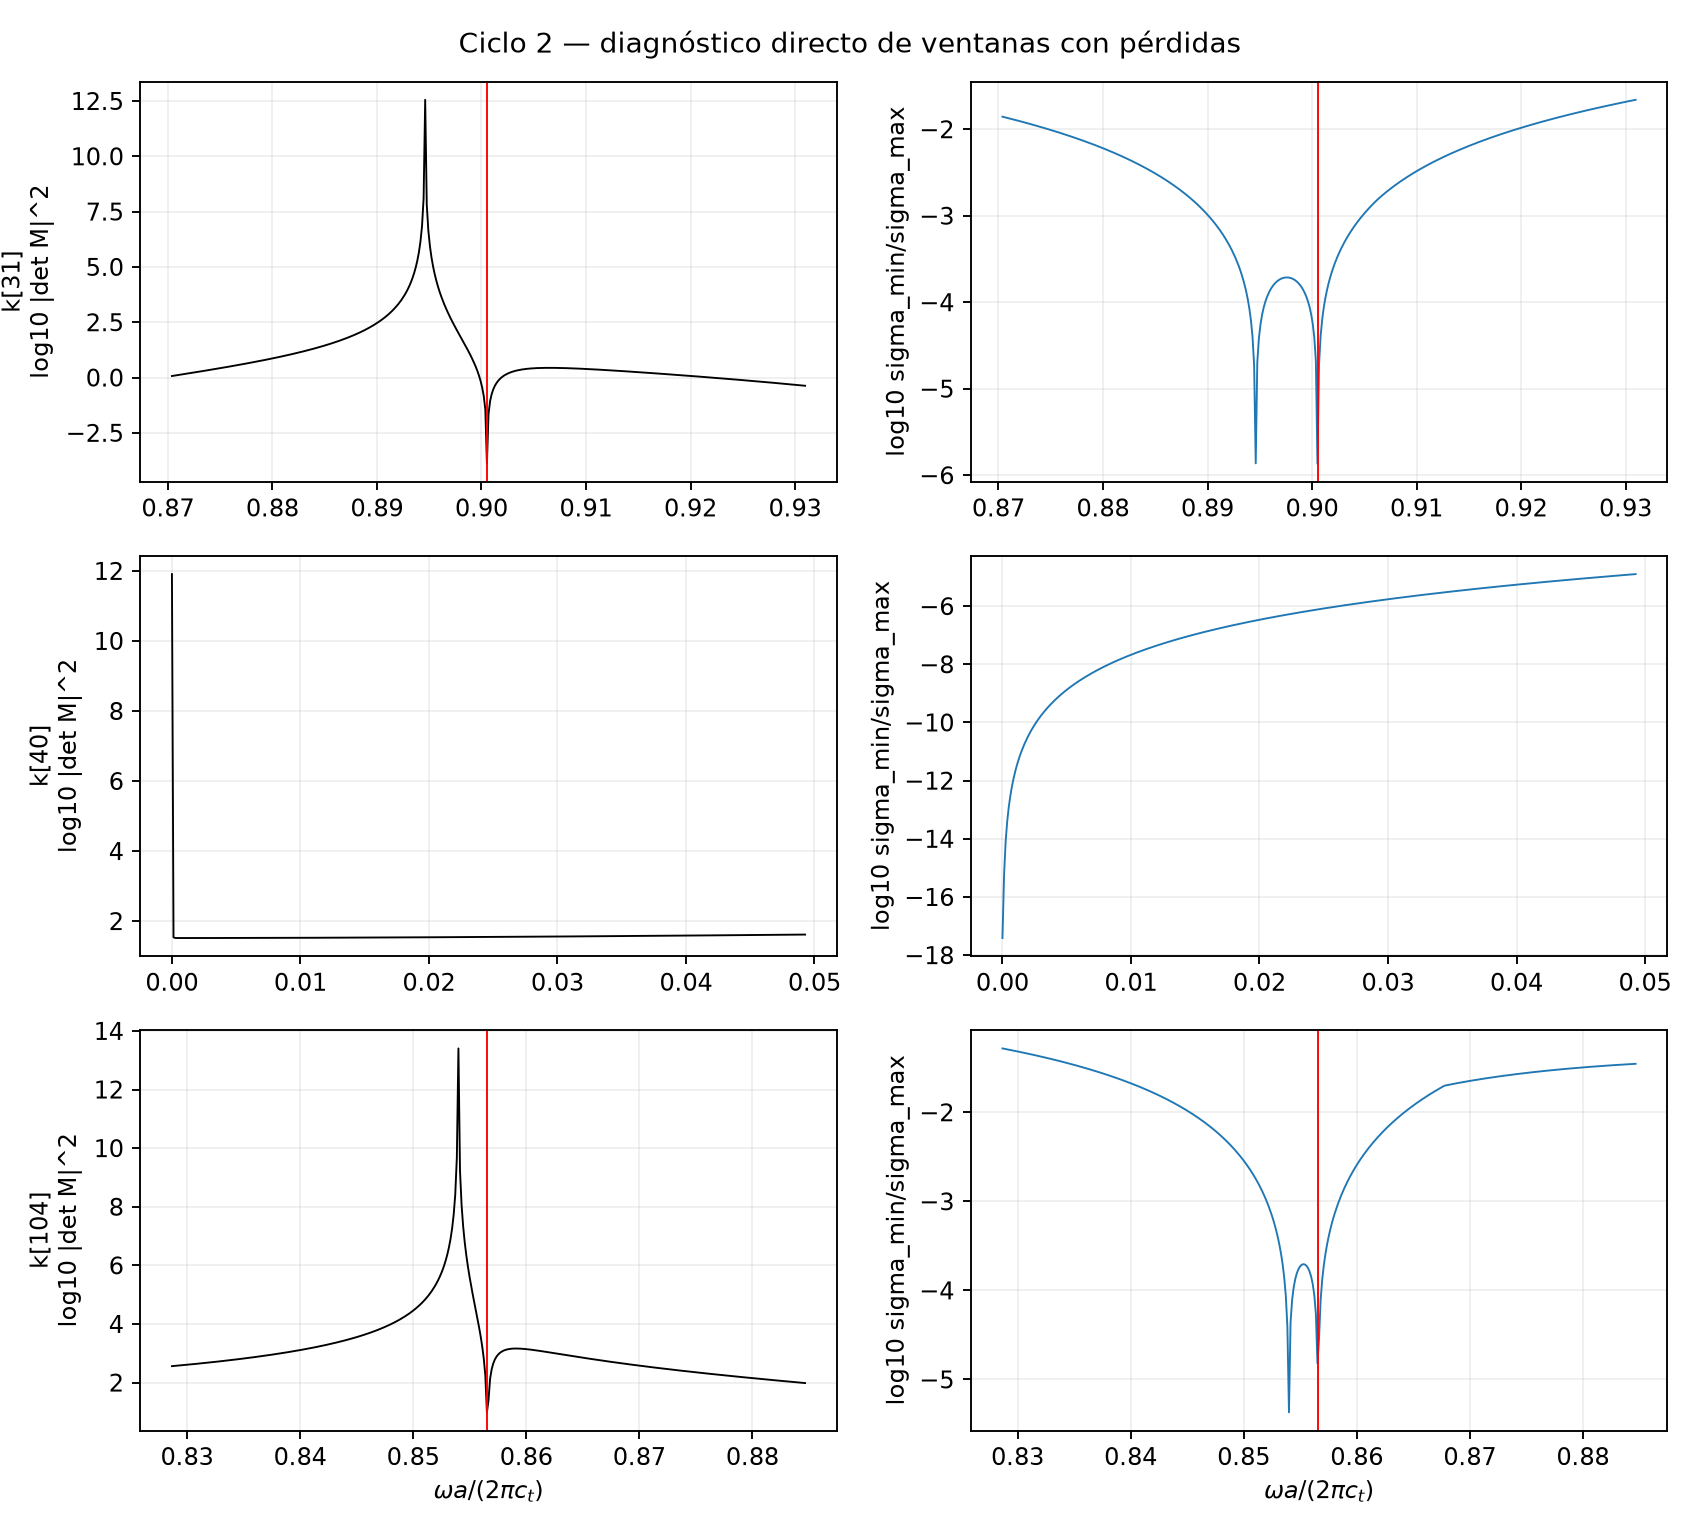 Ciclo 2 — diagnóstico directo de ventanas con pérdidas
k[31]
log10 |det M|^2
12.5
10.0
7.5
5.0
2.5
0.0
−2.5
0.87 0.88 0.89 0.90 0.91 0.92 0.93
log10 sigma_min/sigma_max
−2
−3
−4
−5
−6
0.87 0.88 0.89 0.90 0.91 0.92 0.93
k[40]
log10 |det M|^2
12
10
8
6
4
2
0.00 0.01 0.02 0.03 0.04 0.05
log10 sigma_min/sigma_max
−6
−8
−10
−12
−14
−16
−18
0.00 0.01 0.02 0.03 0.04 0.05
k[104]
log10 |det M|^2
14
12
10
8
6
4
2
0.83 0.84 0.85 0.86 0.87 0.88
ωa/(2πc_t)
log10 sigma_min/sigma_max
−2
−3
−4
−5
0.83 0.84 0.85 0.86 0.87 0.88
ωa/(2πc_t)